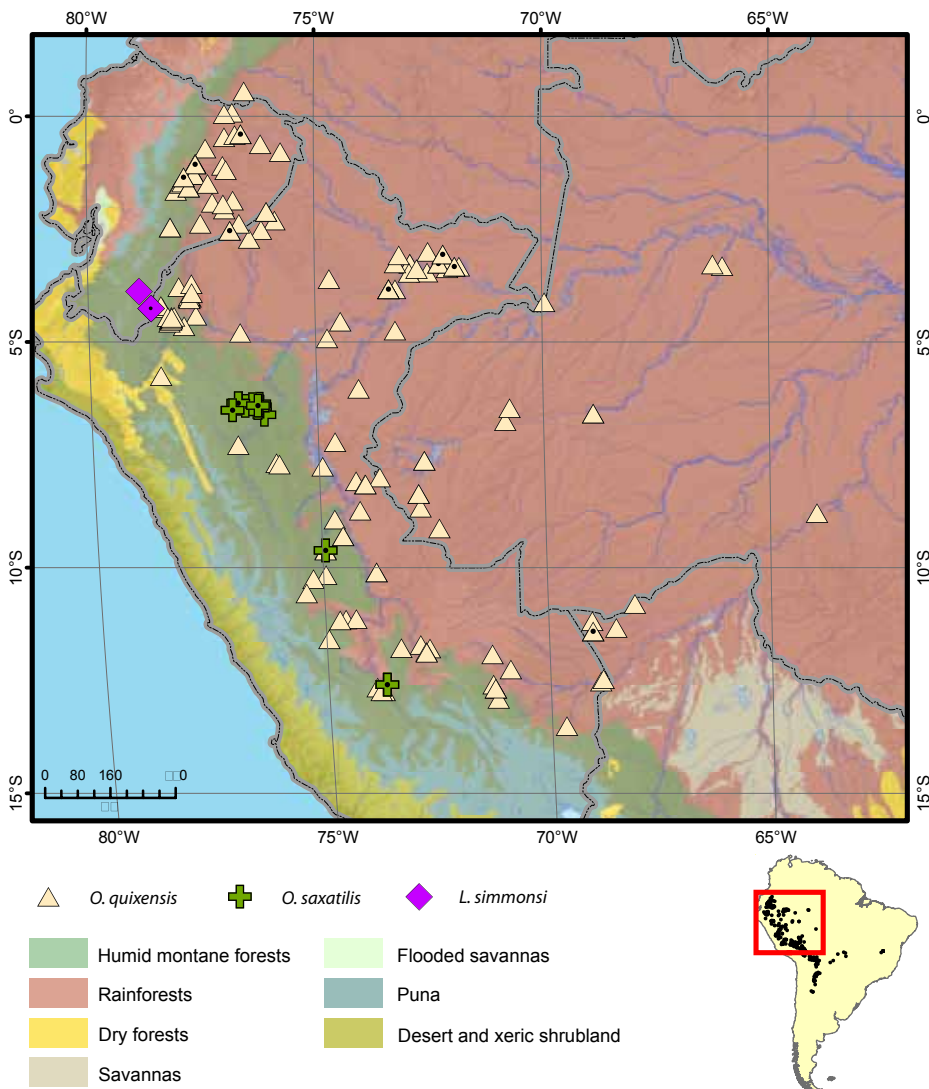 80°W 75°W 70°W 65°W
0° 0°
5°S 5°S
10°S 10°S
15°S 15°S
0 80 160 □□0
□□
80°W 75°W 70°W 65°W
O. quixensis O. saxatilis L. simmonsi
Humid montane forests Flooded savannas
Rainforests Puna
Dry forests Desert and xeric shrubland
Savannas